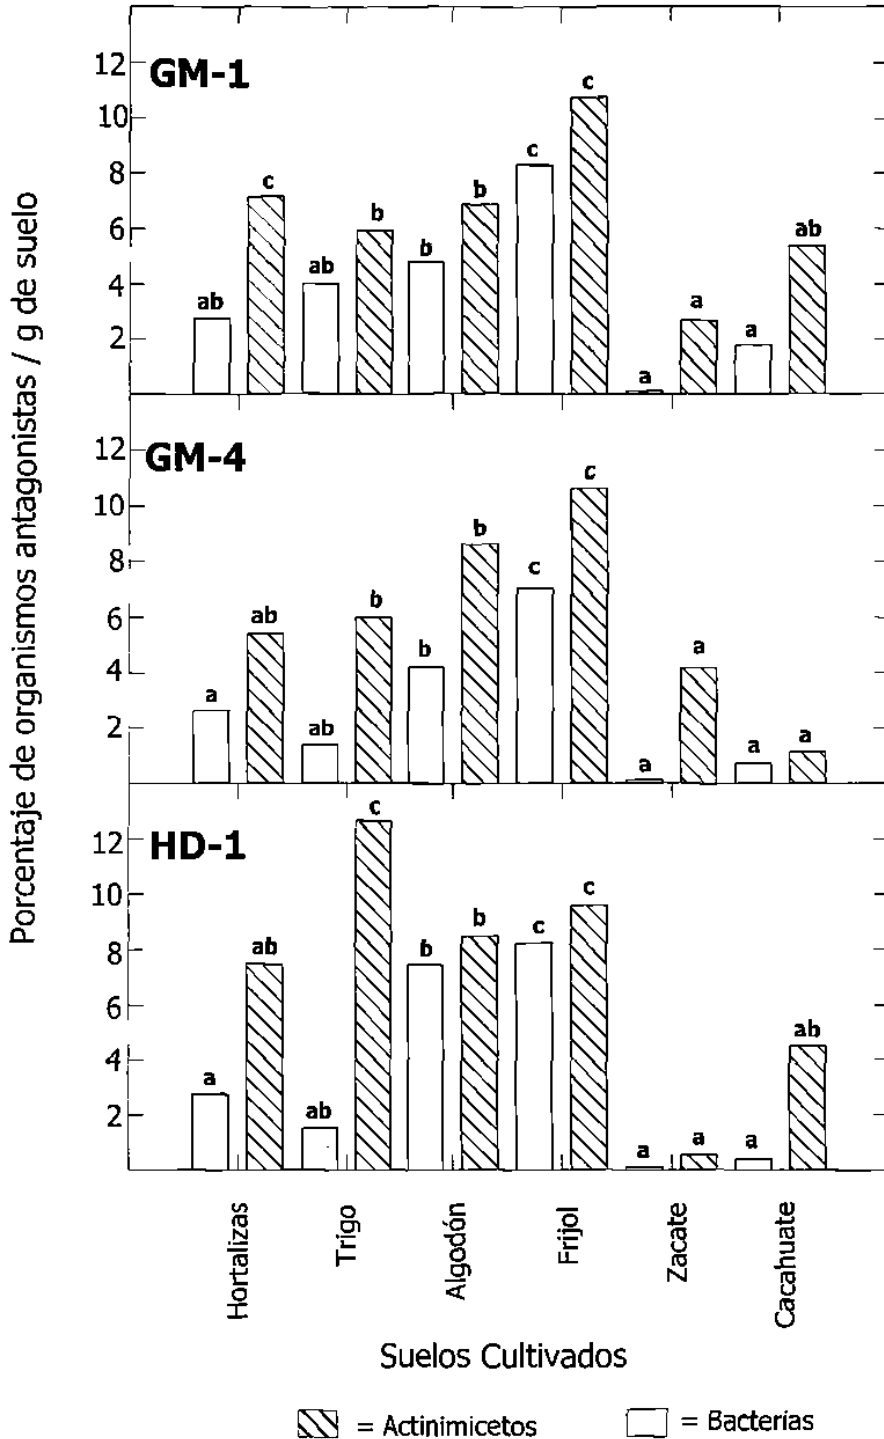 Porcentaje de organismos antagonistas / g de suelo
GM-1
12
10
8
6
4
2
ab
c
ab
b
b
b
c
c
a
a
a
ab
GM-4
12
10
8
6
4
2
a
ab
ab
b
b
b
c
c
a
a
a
a
HD-1
12
10
8
6
4
2
a
ab
ab
c
b
b
c
c
a
a
a
ab
Hortalizas
Trigo
Algodón
Frijol
Zacate
Cacahuate
Suelos Cultivados
= Actinimicetos
= Bacterias